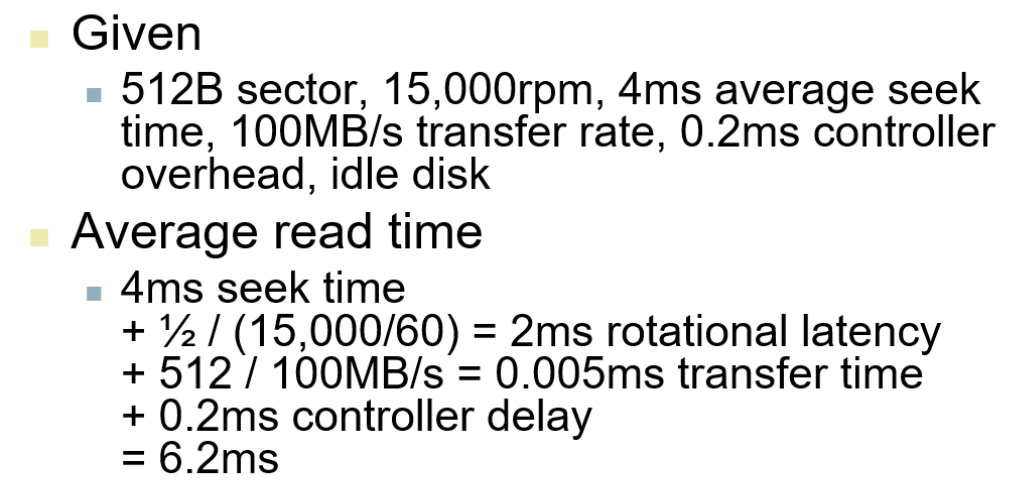 Given
512B sector, 15,000rpm, 4ms average seek
time, 100MB/s transfer rate, 0.2ms controller
overhead, idle disk
Average read time
4ms seek time
+ ½ / (15,000/60) = 2ms rotational latency
+ 512 / 100MB/s = 0.005ms transfer time
+ 0.2ms controller delay
= 6.2ms